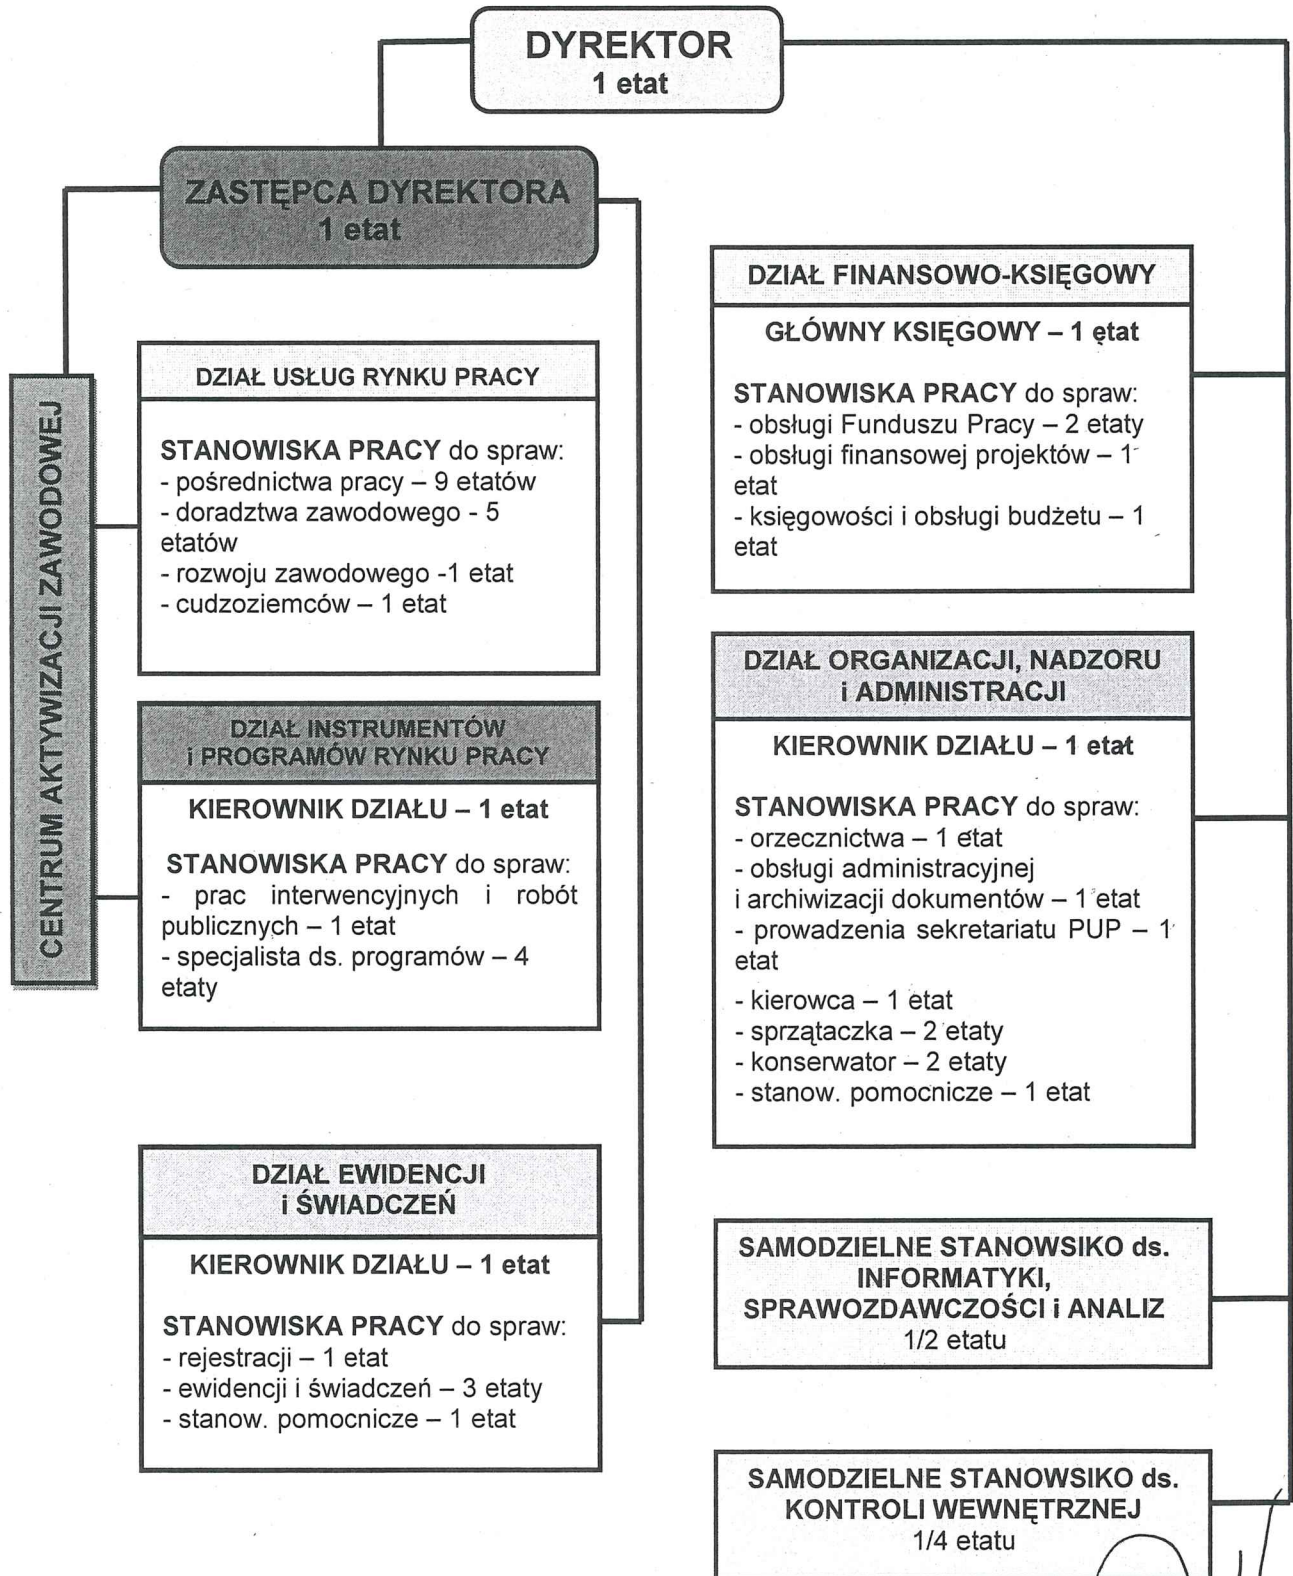 DYREKTOR
1 etat
ZASTĘPCA DYREKTORA
1 etat
CENTRUM AKTYWIZACJI ZAWODOWEJ
DZIAŁ USŁUG RYNKU PRACY
STANOWISKA PRACY do spraw:
- pośrednictwa pracy – 9 etatów
- doradztwa zawodowego - 5
etatów
- rozwoju zawodowego -1 etat
- cudzoziemców – 1 etat
DZIAŁ INSTRUMENTÓW
i PROGRAMÓW RYNKU PRACY
KIEROWNIK DZIAŁU – 1 etat
STANOWISKA PRACY do spraw:
- prac interwencyjnych i robót
publicznych – 1 etat
- specjalista ds. programów – 4
etaty
DZIAŁ EWIDENCJI
i ŚWIADCZEŃ
KIEROWNIK DZIAŁU – 1 etat
STANOWISKA PRACY do spraw:
- rejestracji – 1 etat
- ewidencji i świadczeń – 3 etaty
- stanow. pomocnicze – 1 etat
DZIAŁ FINANSOWO-KSIĘGOWY
GŁÓWNY KSIĘGOWY – 1 etat
STANOWISKA PRACY do spraw:
- obsługi Funduszu Pracy – 2 etaty
- obsługi finansowej projektów – 1
etat
- księgowości i obsługi budżetu – 1
etat
DZIAŁ ORGANIZACJI, NADZORU
i ADMINISTRACJI
KIEROWNIK DZIAŁU – 1 etat
STANOWISKA PRACY do spraw:
- orzecznictwa – 1 etat
- obsługi administracyjnej
i archiwizacji dokumentów – 1 etat
- prowadzenia sekretariatu PUP – 1
etat
- kierowca – 1 etat
- sprzątaczka – 2 etaty
- konserwator – 2 etaty
- stanow. pomocnicze – 1 etat
SAMODZIELNE STANOWSIKO ds.
INFORMATYKI,
SPRAWOZDAWCZOŚCI i ANALIZ
1/2 etatu
SAMODZIELNE STANOWSIKO ds.
KONTROLI WEWNĘTRZNEJ
1/4 etatu